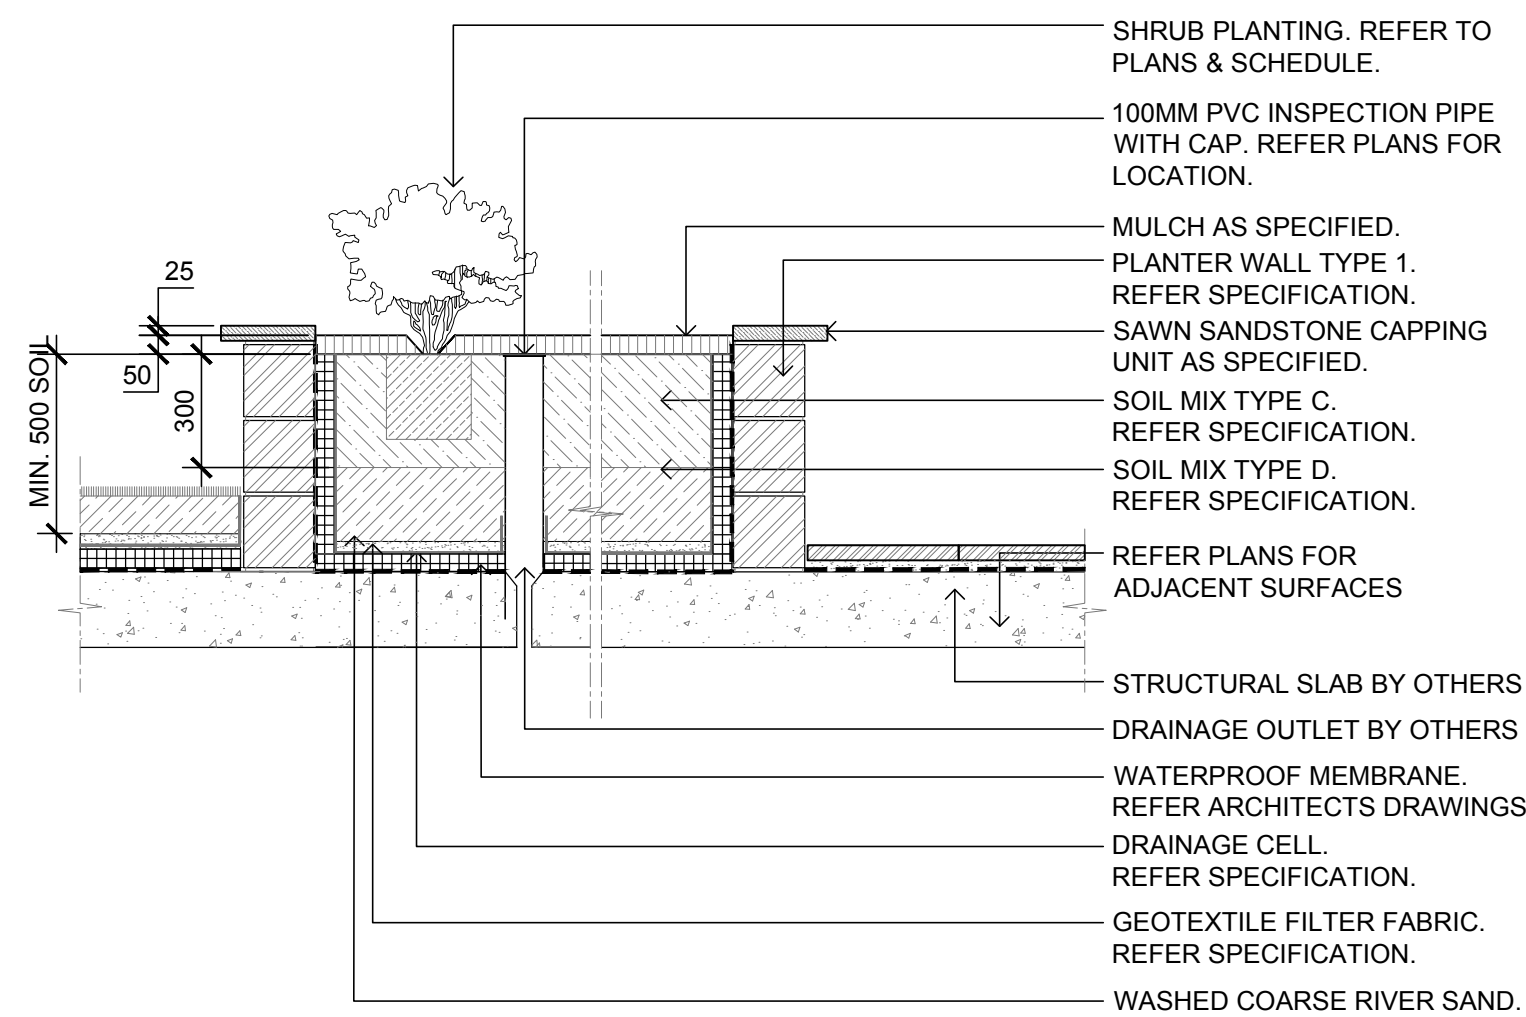 SHRUB PLANTING. REFER TO
PLANS & SCHEDULE.
100MM PVC INSPECTION PIPE
WITH CAP. REFER PLANS FOR
LOCATION.
MULCH AS SPECIFIED.
PLANTER WALL TYPE 1.
REFER SPECIFICATION.
SAWN SANDSTONE CAPPING
UNIT AS SPECIFIED.
SOIL MIX TYPE C.
REFER SPECIFICATION.
SOIL MIX TYPE D.
REFER SPECIFICATION.
REFER PLANS FOR
ADJACENT SURFACES
STRUCTURAL SLAB BY OTHERS
DRAINAGE OUTLET BY OTHERS
WATERPROOF MEMBRANE.
REFER ARCHITECTS DRAWINGS
DRAINAGE CELL.
REFER SPECIFICATION.
GEOTEXTILE FILTER FABRIC.
REFER SPECIFICATION.
WASHED COARSE RIVER SAND.
25
50
300
MIN. 500 SOIL